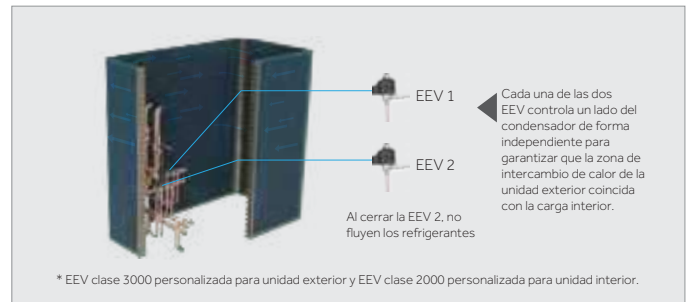 EEV 1
EEV 2
Cada una de las dos
EEV controla un lado del
condensador de forma
independiente para
garantizar que la zona de
intercambio de calor de la
unidad exterior coincida
con la carga interior.
Al cerrar la EEV 2, no
fluyen los refrigerantes
* EEV clase 3000 personalizada para unidad exterior y EEV clase 2000 personalizada para unidad interior.